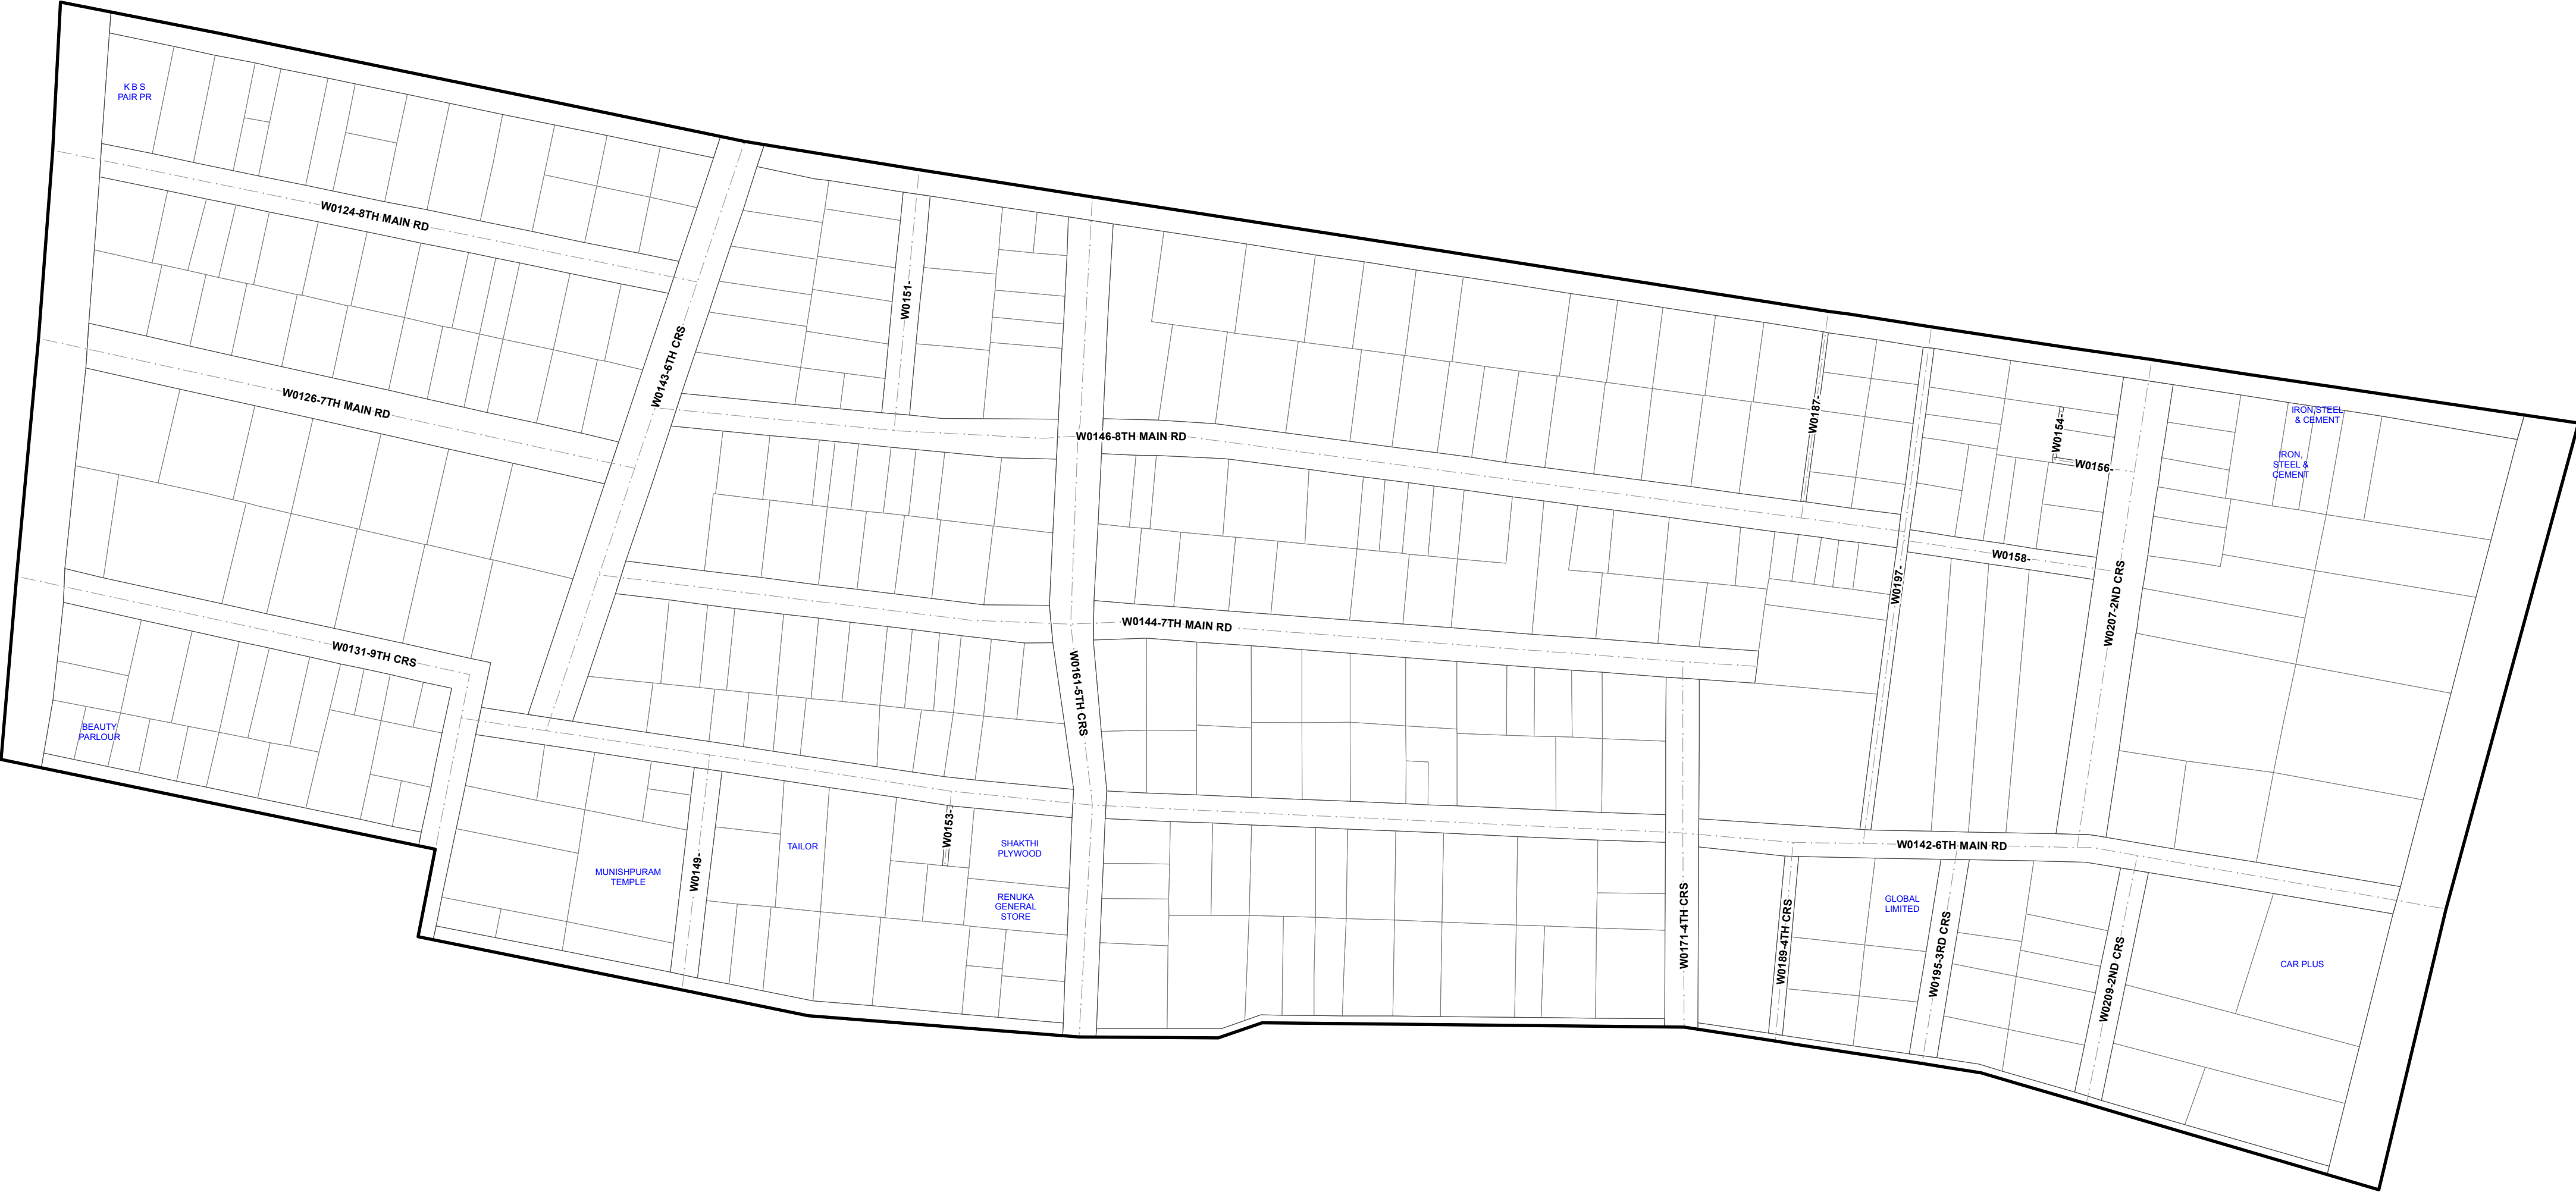 K B S
PAIR PR
W0124-8TH MAIN RD
W0126-7TH MAIN RD
W0131-9TH CRS
BEAUTY
PARLOUR
W0143-6TH CRS
W0151-
W0146-8TH MAIN RD
W0144-7TH MAIN RD
W0161-5TH CRS
MUNISHPURAM
TEMPLE
W0149-
TAILOR
W0153-
SHAKTHI
PLYWOOD
RENUKA
GENERAL
STORE
W0187-
W0197-
W0154-
W0156-
W0158-
W0207-2ND CRS
IRON,STEEL
& CEMENT
IRON,
STEEL &
CEMENT
W0142-6TH MAIN RD
W0171-4TH CRS
W0189-4TH CRS
GLOBAL
LIMITED
W0195-3RD CRS
W0209-2ND CRS
CAR PLUS